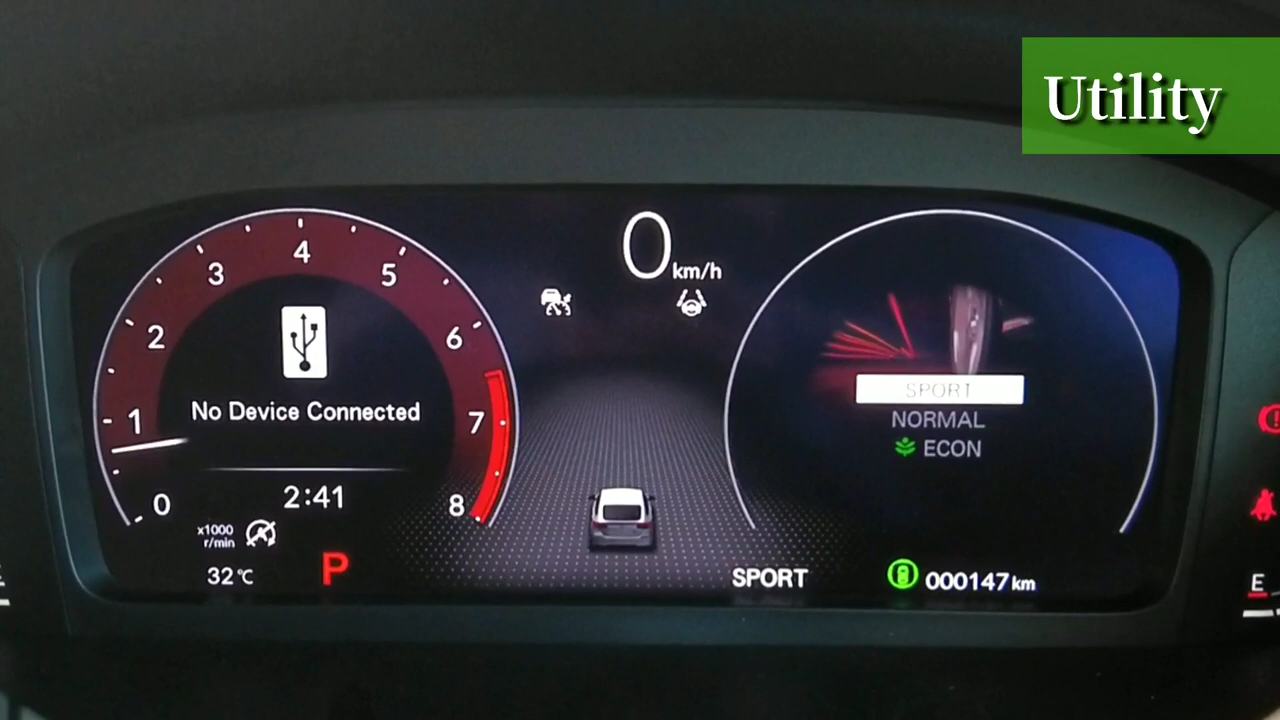 Utility
0 km/h
4
3
5
2
6
1
7
0
8
No Device Connected
2:41
x1000
r/min
32 ℃
P
SPORT
NORMAL
ECON
SPORT
000147 km
E